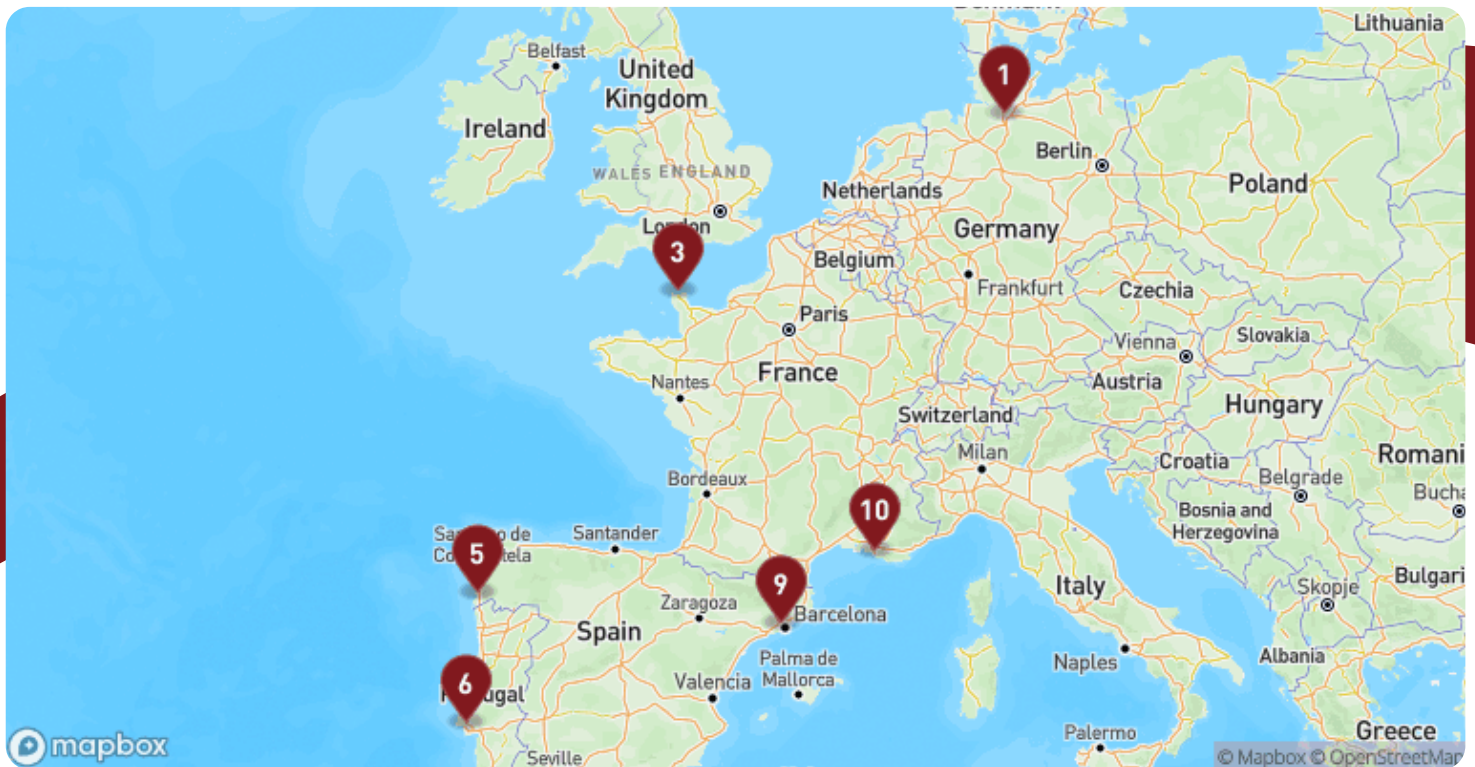 Lithuania
Belfast
United
Kingdom
1
Ireland
Berlin
WALES ENGLAND
Poland
Netherlands
London
Germany
3
Belgium
Frankfurt
Czechia
Paris
Slovakia
Vienna
France
Nantes
Austria
Hungary
Switzerland
Milan
Romani
Croatia
Bordeaux
Belgrade
Buch
10
Bosnia and
Herzegovina
Santander
5
Bulgari
9
Italy
Skopje
Zaragoza
Barcelona
Spain
Albania
Palma de
Mallorca
Naples
Valencia
6
Palermo
Greece
mapbox
Seville
© Mapbox © OpenStreetMap